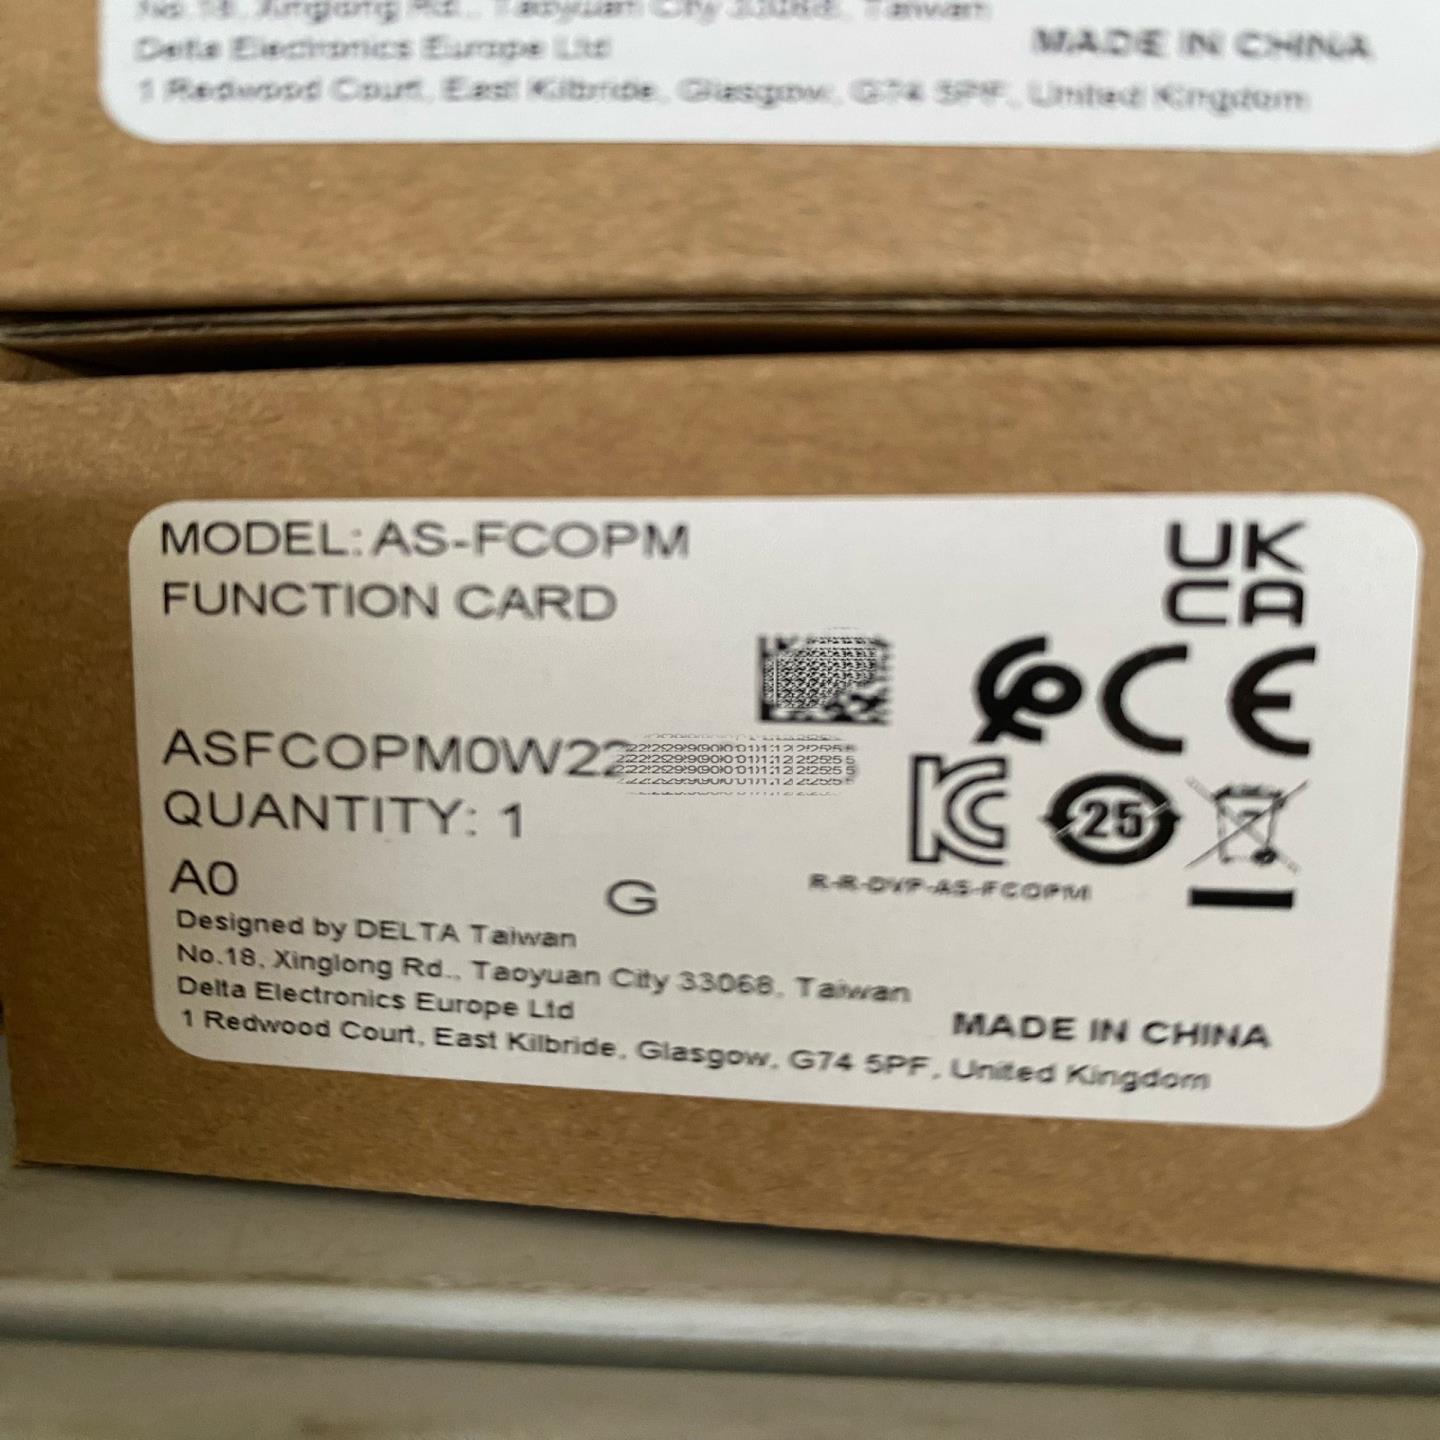 No.18, Xinglong Rd., Taoyuan City 33068, Taiwan
Delta Electronics Europe Ltd
MADE IN CHINA
1 Redwood Court, East Kilbride, Glasgow, G74 5PF, United Kingdom
MODEL: AS-FCOPM
FUNCTION CARD
UK
CA
CE
ASFCOPM0W22
QUANTITY: 1
25
A0
G
R-R-DVP-AS-FCOPM
Designed by DELTA Taiwan
No.18, Xinglong Rd., Taoyuan City 33068, Taiwan
Delta Electronics Europe Ltd
MADE IN CHINA
1 Redwood Court, East Kilbride, Glasgow, G74 5PF, United Kingdom